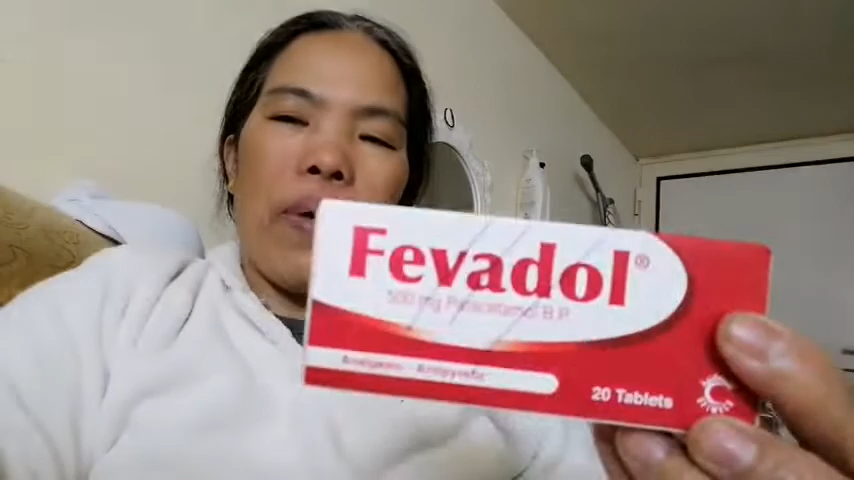 Fevadol®
500 mg Paracetamol B.P.
Analgesic - Antipyretic
20 Tablets